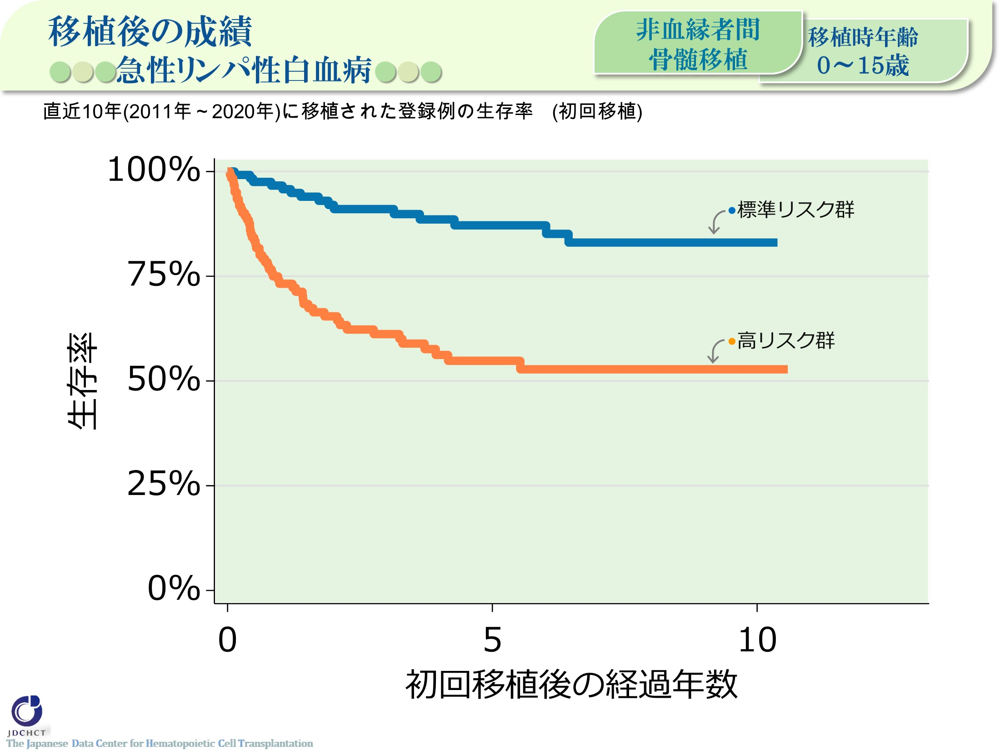 移植後の成績
急性リンパ性白血病
非血縁者間
骨髄移植
移植時年齢
0～15歳
直近10年(2011年～2020年)に移植された登録例の生存率　(初回移植)
100%
75%
50%
25%
0%
生存率
標準リスク群
高リスク群
0
5
10
初回移植後の経過年数
JDCHCT
The Japanese Data Center for Hematopoietic Cell Transplantation